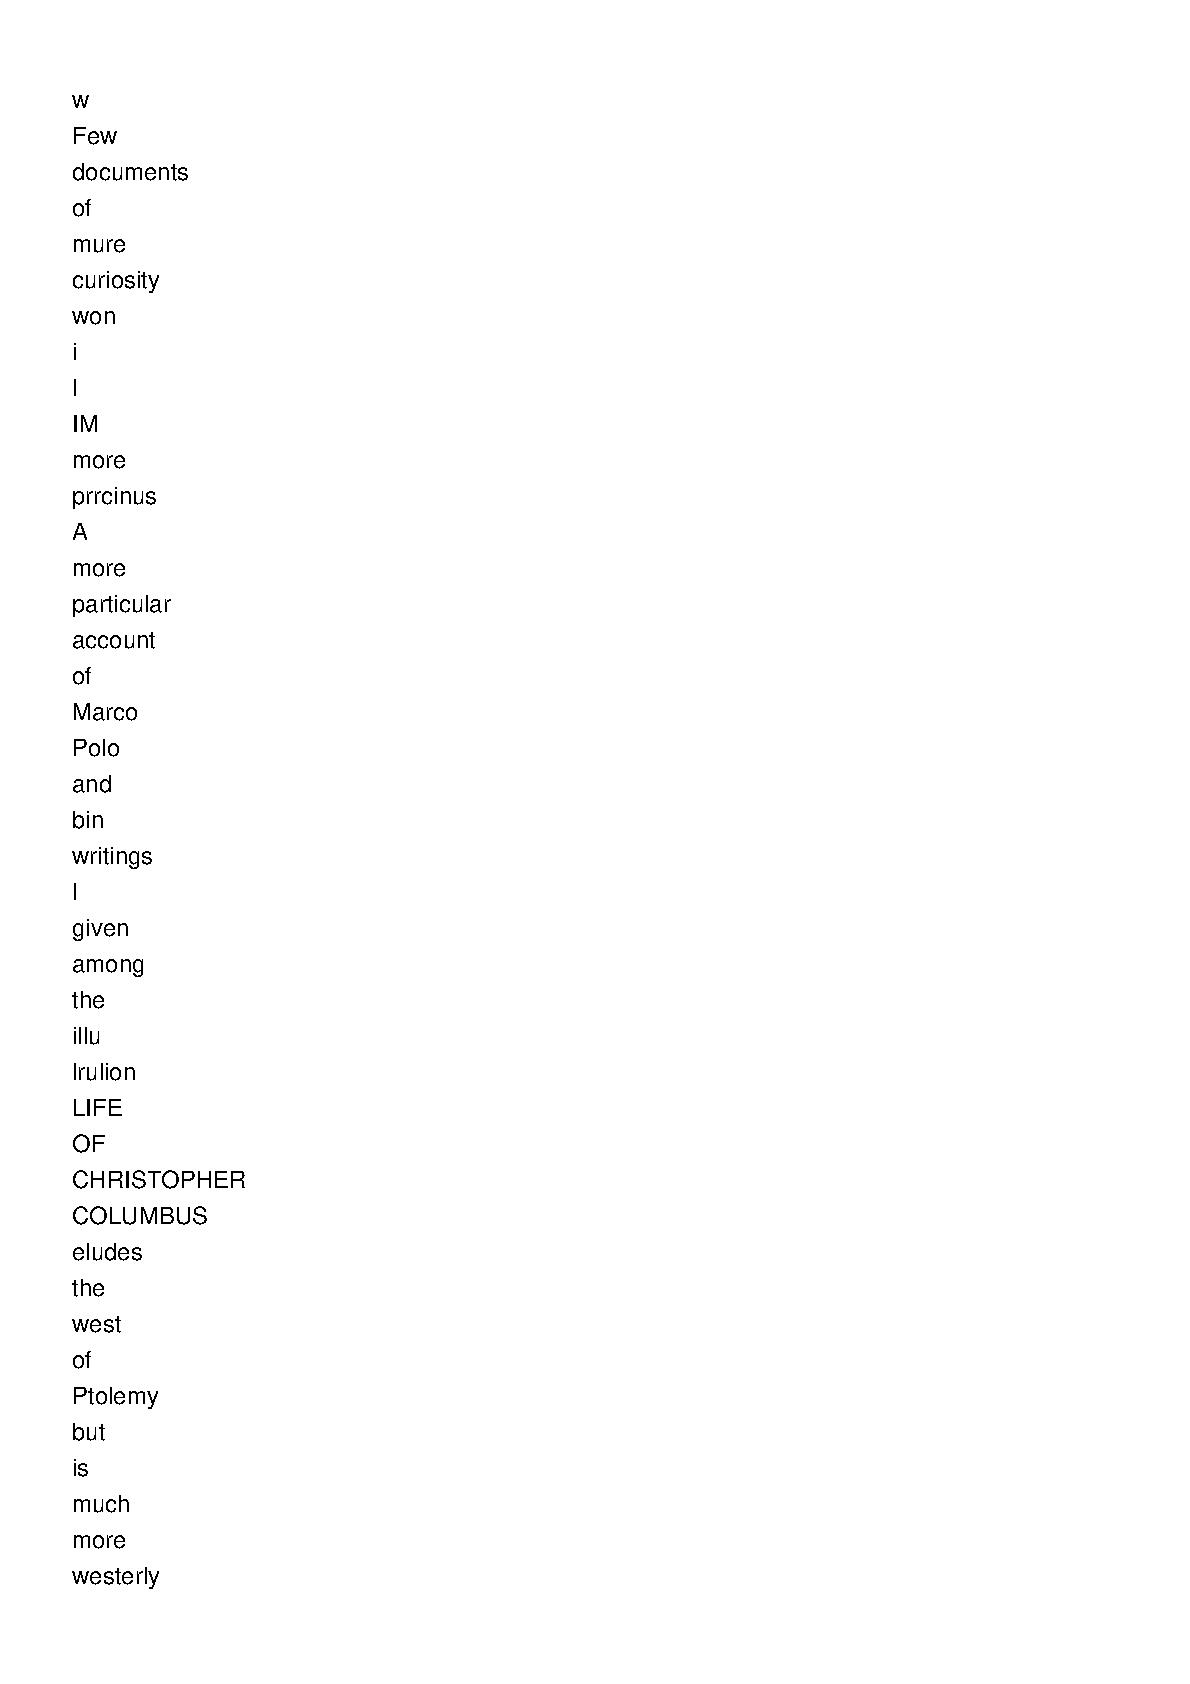 w
Few
documents
of
mure
curiosity
won
i
I
IM
more
prrcinus
A
more
particular
account
of
Marco
Polo
and
bin
writings
I
given
among
the
illu
Irulion
LIFE
OF
CHRISTOPHER
COLUMBUS
eludes
the
west
of
Ptolemy
but
is
much
more
westerly